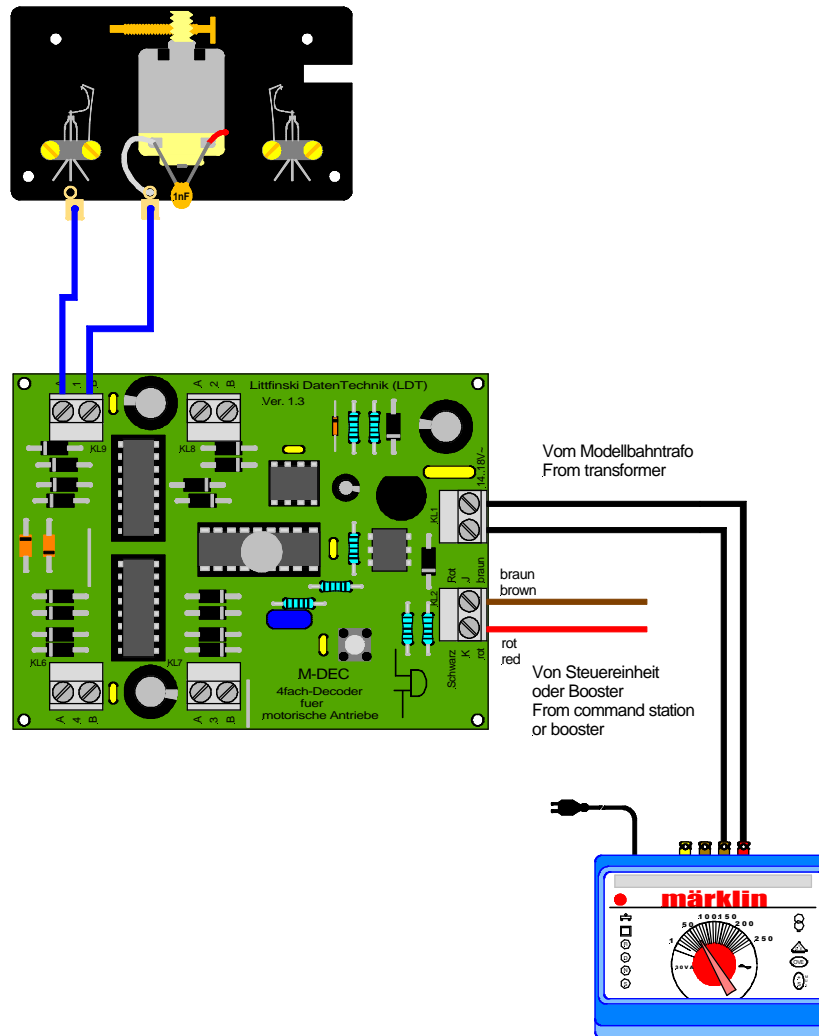 1nF
A 1 B
A 2 B
Littfinski DatenTechnik (LDT)
Ver. 1.3
KL9
KL8
14..18V~
KL1
Vom Modellbahntrafo
From transformer
Rot J braun
KL2
braun
brown
rot
red
Schwarz K rot
KL6
KL7
A 4 B
A 3 B
M-DEC
4fach-Decoder
fuer
motorische Antriebe
Von Steuereinheit
oder Booster
From command station
or booster
märklin
50 100 150 200 250
30VA